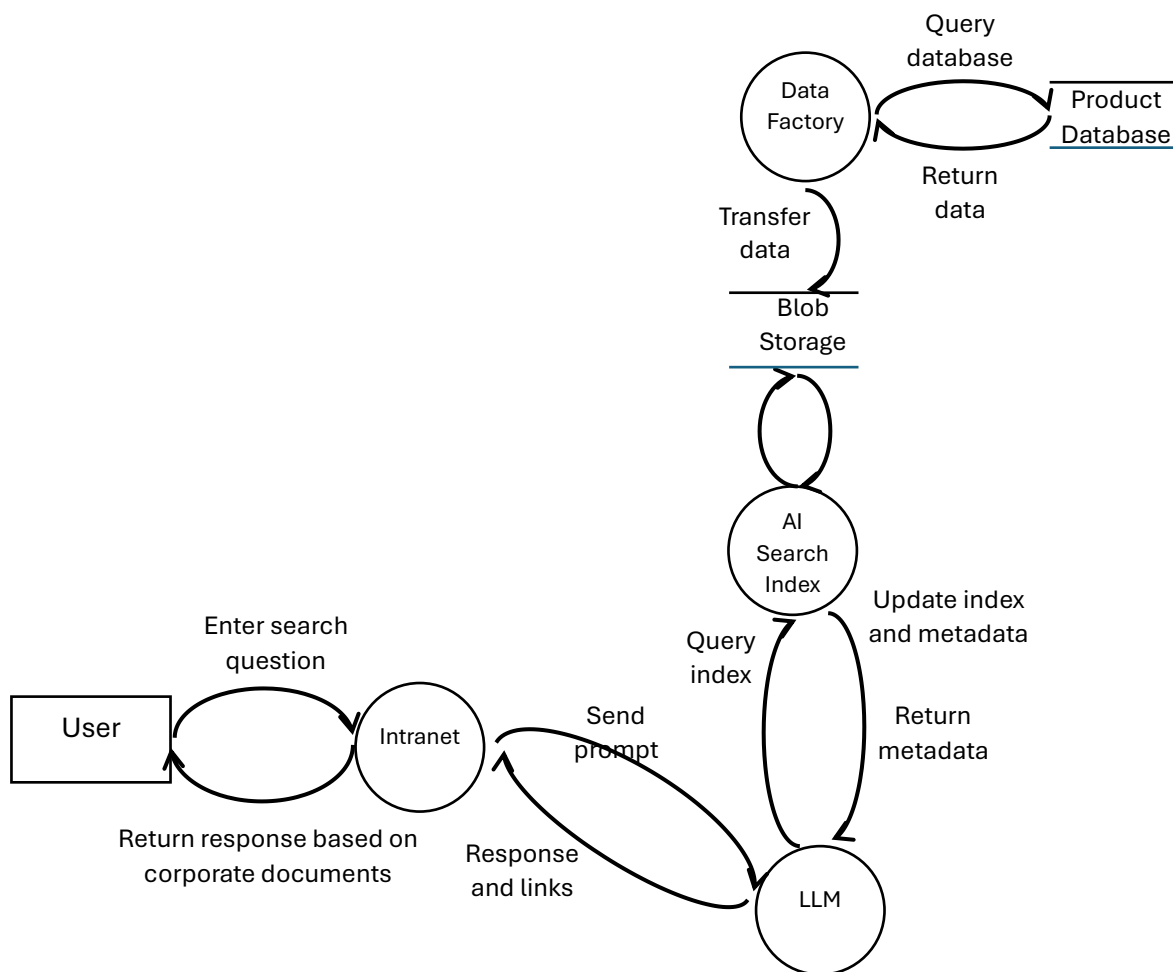 Query
database
Data
Factory
Product
Database
Return
data
Transfer
data
Blob
Storage
AI
Search
Index
Update index
and metadata
Query
index
Enter search
question
User
Intranet
Send
prompt
Return
metadata
Return response based on
corporate documents
Response
and links
LLM